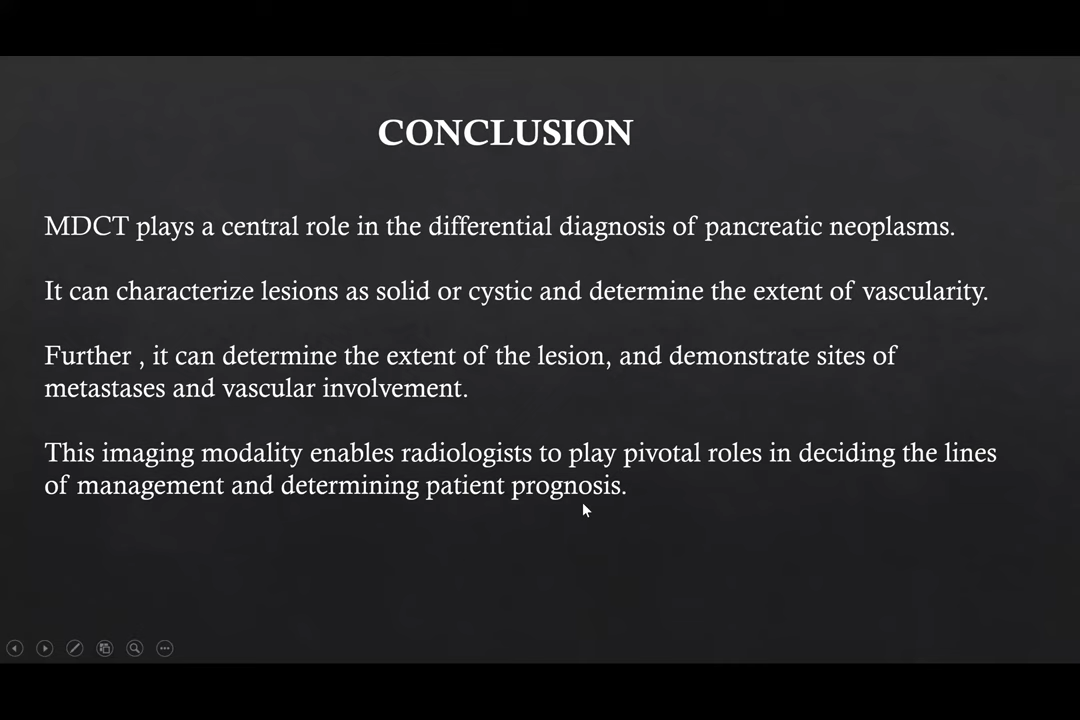 CONCLUSION
MDCT plays a central role in the differential diagnosis of pancreatic neoplasms.
It can characterize lesions as solid or cystic and determine the extent of vascularity.
Further , it can determine the extent of the lesion, and demonstrate sites of
metastases and vascular involvement.
This imaging modality enables radiologists to play pivotal roles in deciding the lines
of management and determining patient prognosis.